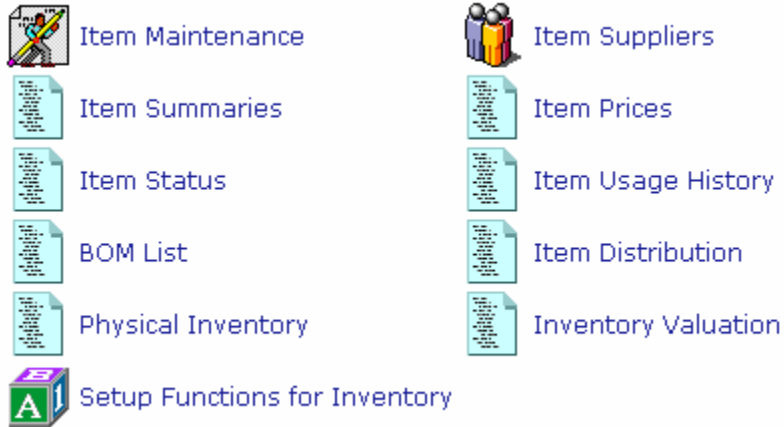 Item Maintenance
Item Suppliers
Item Summaries
Item Prices
Item Status
Item Usage History
BOM List
Item Distribution
Physical Inventory
Inventory Valuation
A B 1
Setup Functions for Inventory